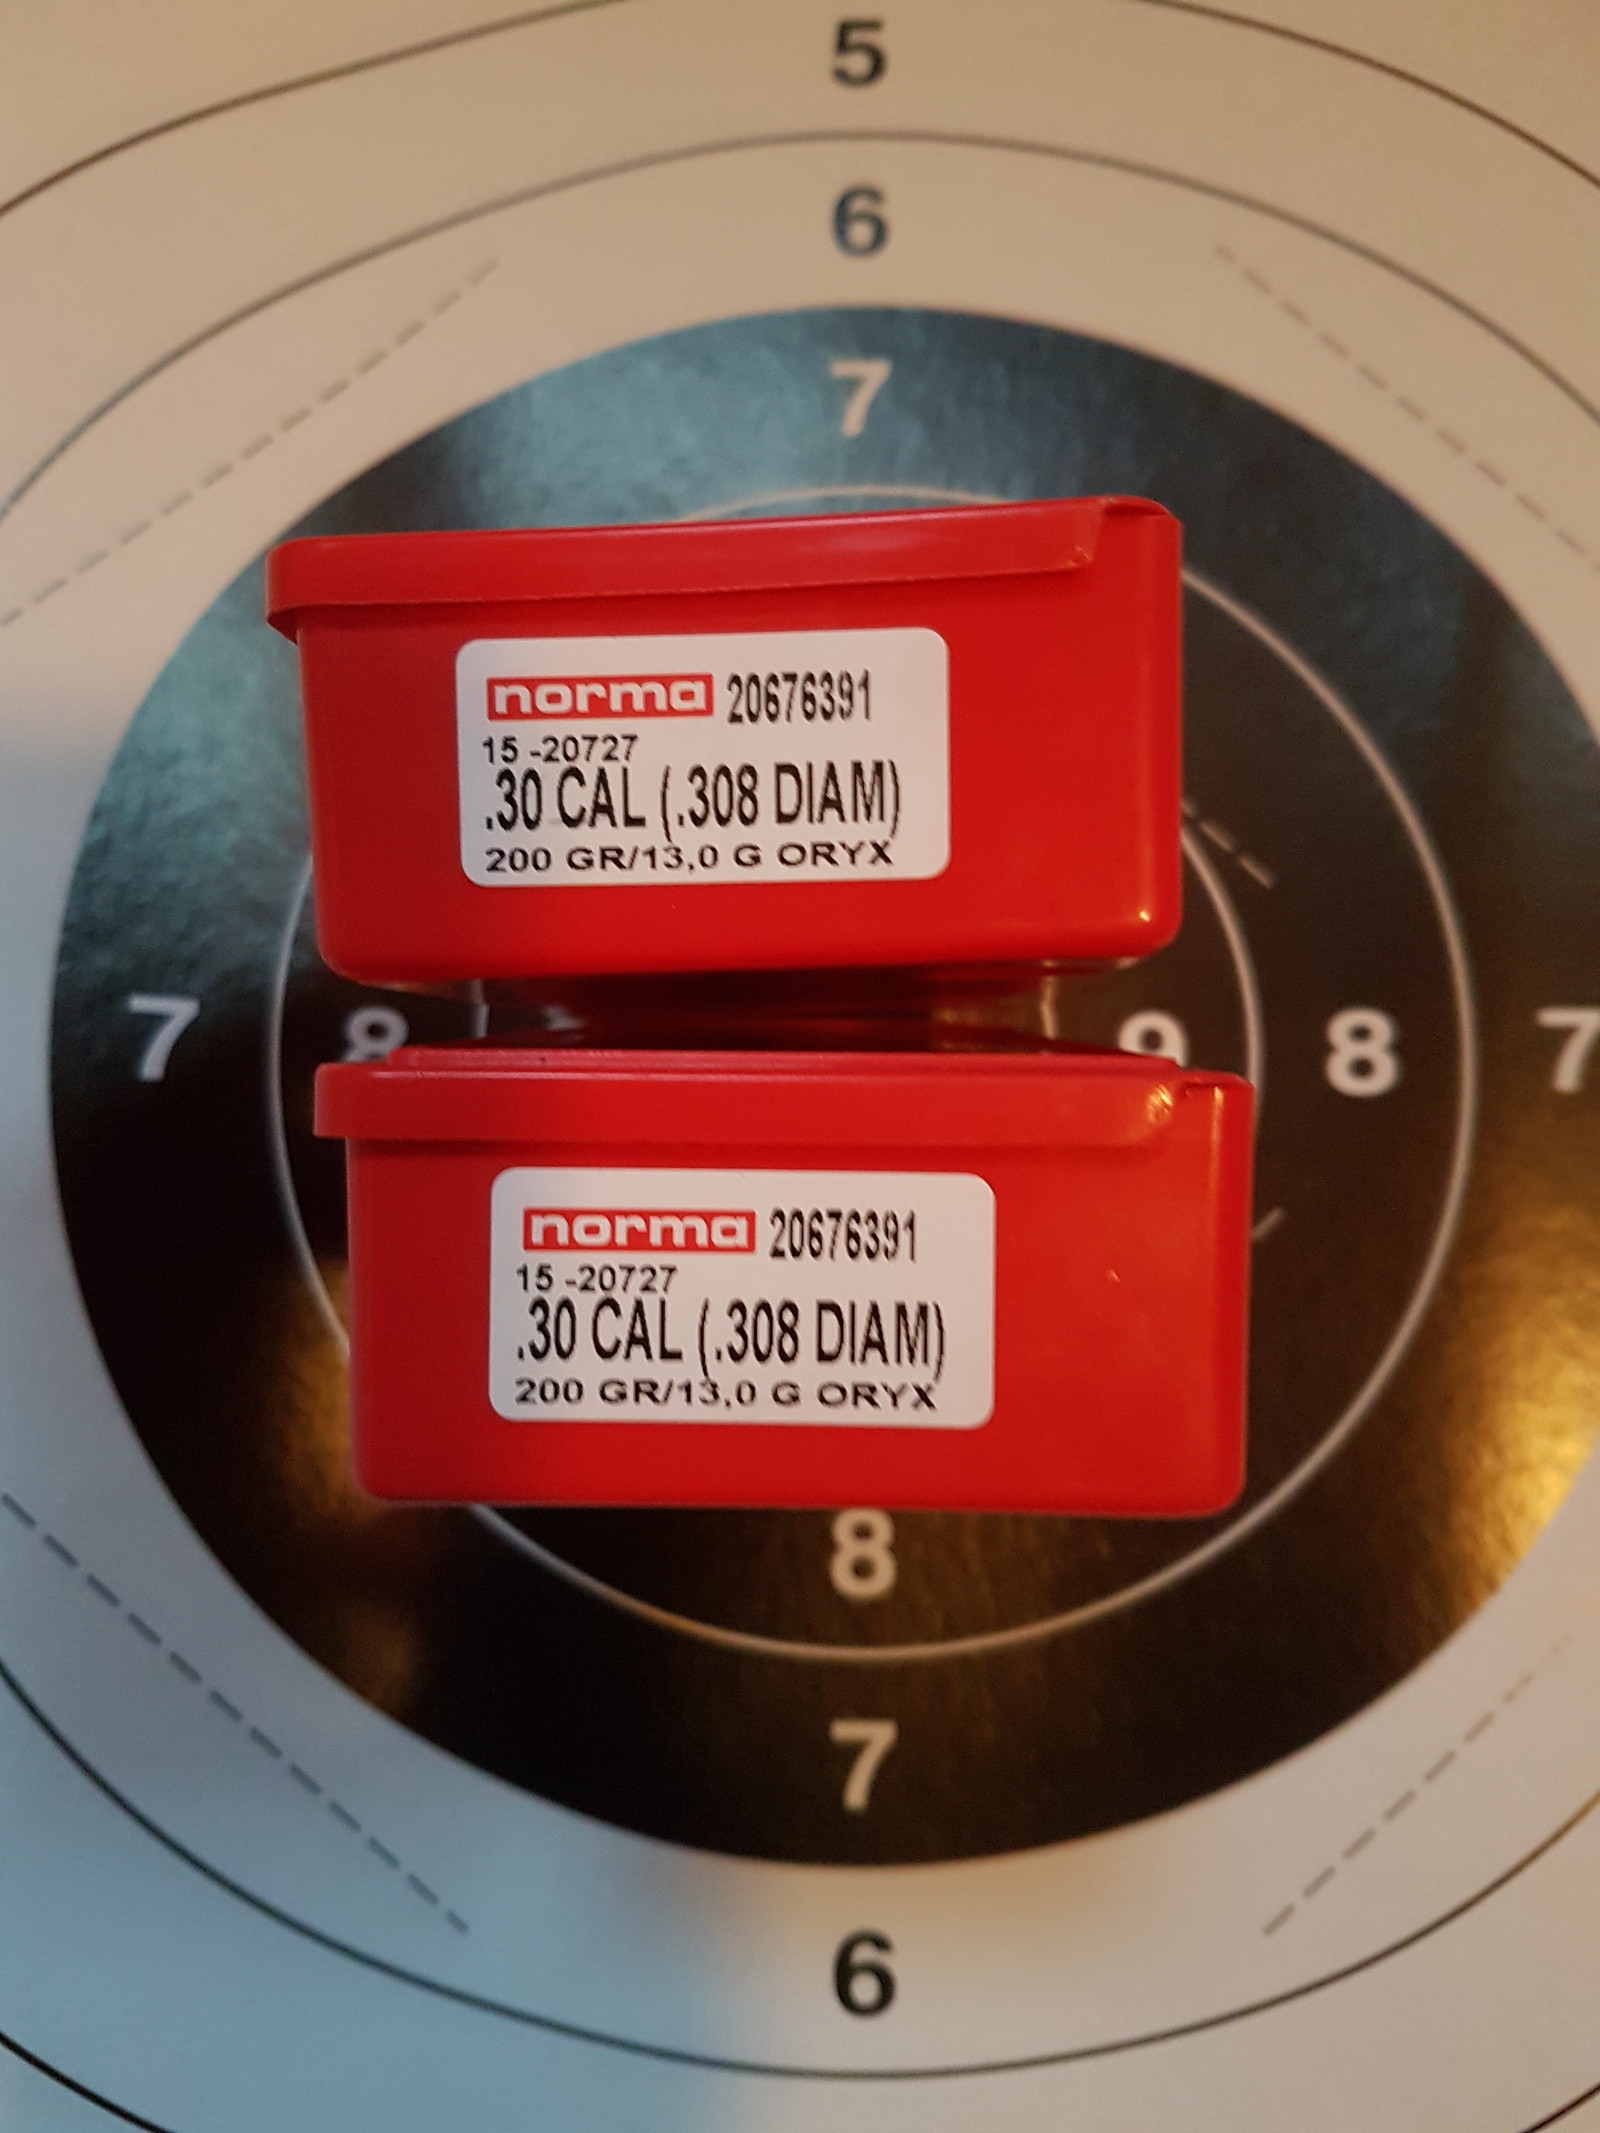 5
6
7
norma 20676391
15 -20727
.30 CAL (.308 DIAM)
200 GR/13,0 G ORYX
7 8 9 8 7
norma 20676391
15 -20727
.30 CAL (.308 DIAM)
200 GR/13,0 G ORYX
8
7
6